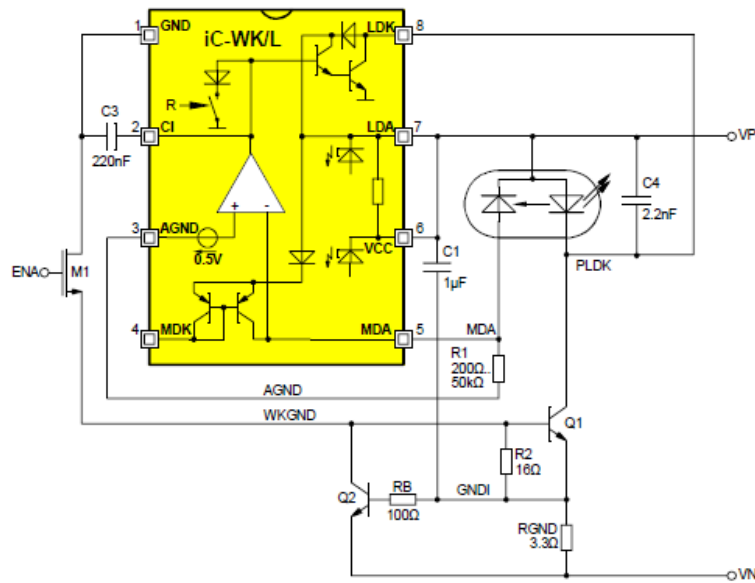 1
GND
iC-WK/L
LDK
8
C3
220nF
R
2
CI
LDA
7
VP
3
AGND
+
-
0.5V
VCC
6
C1
1µF
C4
2.2nF
PLDK
ENA
M1
4
MDK
MDA
5
MDA
R1
200Ω..
50kΩ
AGND
WKGND
Q1
R2
16Ω
Q2
RB
100Ω
GNDI
RGND
3.3Ω
VN